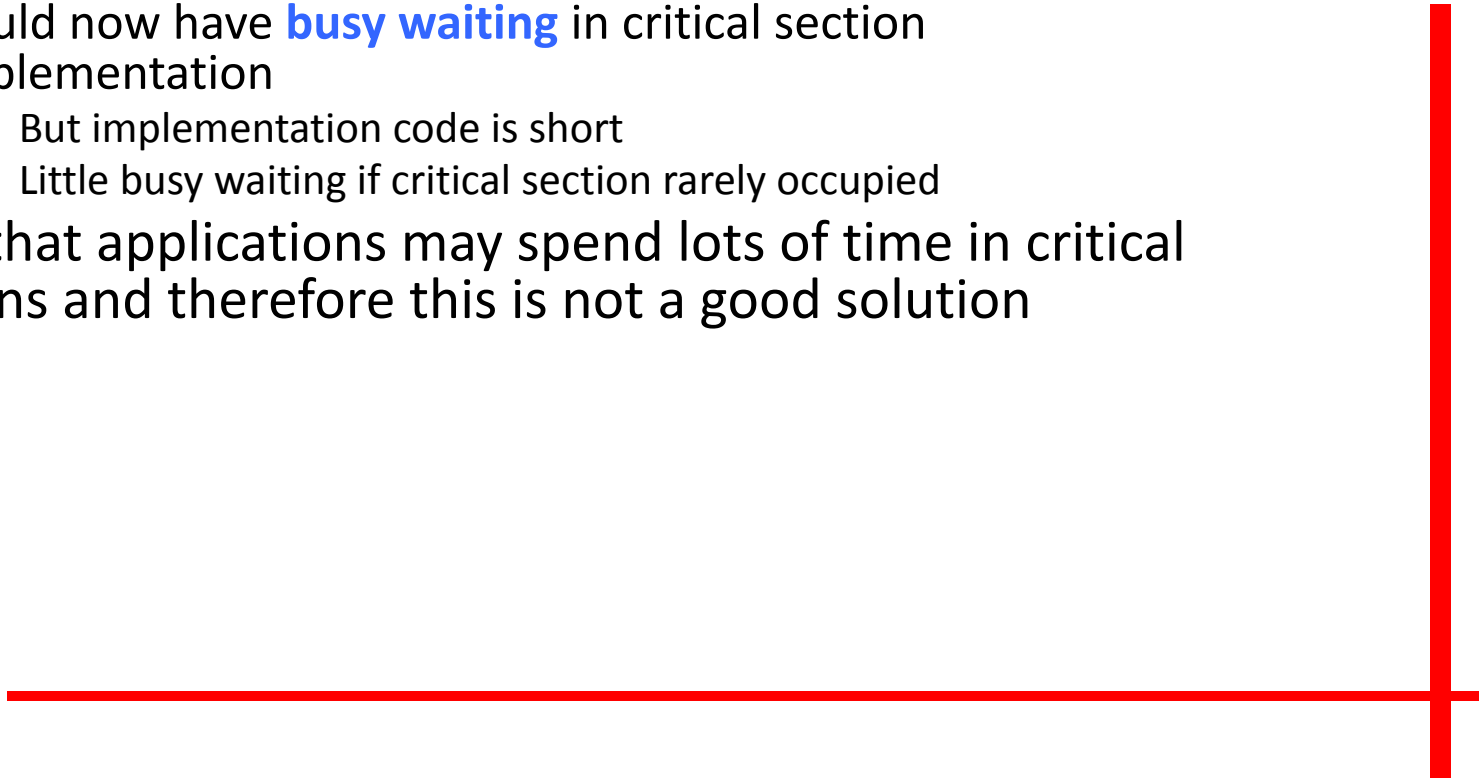 uld now have busy waiting in critical section
plementation
But implementation code is short
Little busy waiting if critical section rarely occupied
that applications may spend lots of time in critical
ns and therefore this is not a good solution